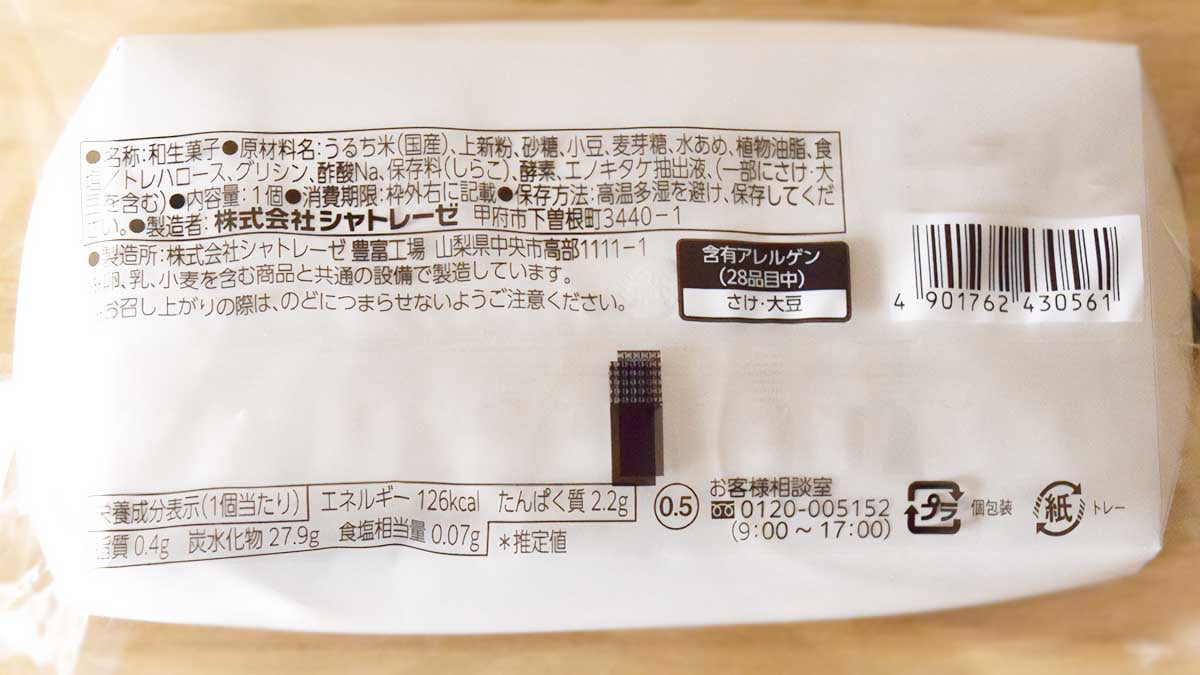 ●名称:和生菓子●原材料名:うるち米(国産)、上新粉、砂糖、小豆、麦芽糖、水あめ、植物油脂、食
トレハロース、グリシン、酢酸Na、保存料(しらこ)、酵素、エノキタケ抽出液、(一部にさけ・大
を含む)●内容量:1個●消費期限:枠外右に記載●保存方法:高温多湿を避け、保存してくだ
い。●製造者:株式会社シャトレーゼ 甲府市下曽根町3440-1
●製造所:株式会社シャトレーゼ 豊富工場 山梨県中央市高部1111-1
卵、乳、小麦を含む商品と共通の設備で製造しています。
お召し上がりの際は、のどにつまらせないようご注意ください。
含有アレルゲン
(28品目中)
さけ・大豆
4 901762 430561
栄養成分表示(1個当たり) エネルギー 126kcal たんぱく質 2.2g
脂質 0.4g 炭水化物 27.9g 食塩相当量 0.07g *推定値
0.5
お客様相談室
0120-005152
(9:00~17:00)
プラ 個包装
紙 トレー